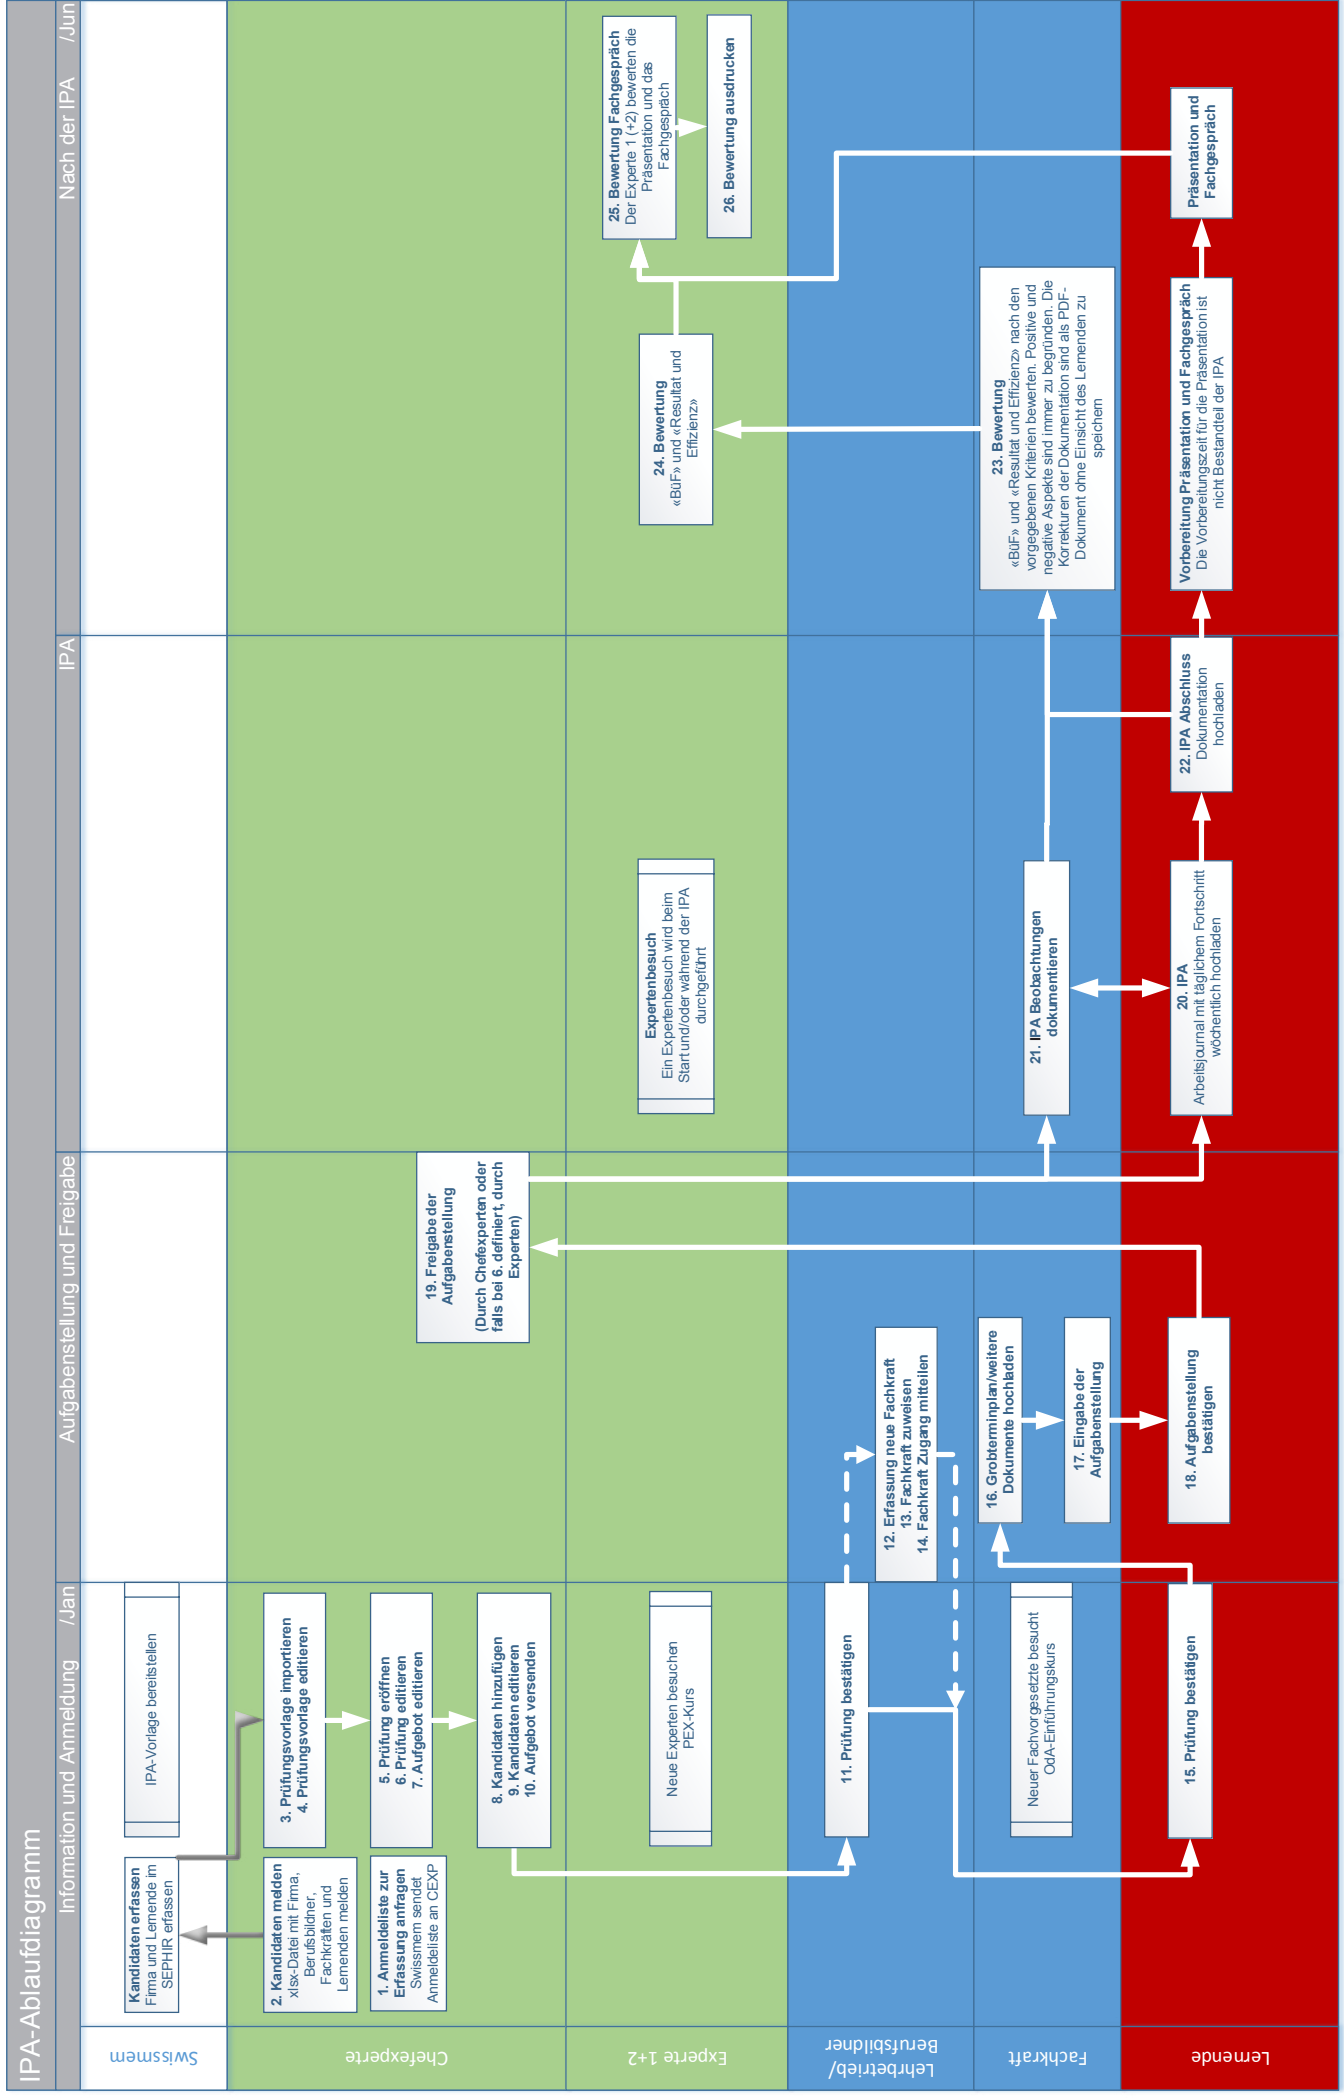 IPA-Ablaufdiagramm
Information und Anmeldung /Jan
Aufgabenstellung und Freigabe
IPA
Nach der IPA /Jun
Swissmem
Kandidaten erfassen
Firma und Lernende im
SEPHIR erfassen
IPA-Vorlage bereitstellen
Chefexperte
2. Kandidaten melden
xlsx-Datei mit Firma,
Berufsbildner,
Fachkräften und
Lernenden melden
1. Anmeldeliste zur
Erfassung anfragen
Swissmem sendet
Anmeldeliste an CEXP
3. Prüfungsvorlage importieren
4. Prüfungsvorlage editieren
5. Prüfung eröffnen
6. Prüfung editieren
7. Aufgebot editieren
8. Kandidaten hinzufügen
9. Kandidaten editieren
10. Aufgebot versenden
19. Freigabe der
Aufgabenstellung
(Durch Chefexperten oder
falls bei 6. definiert, durch
Experten)
Experte 1+2
Neue Experten besuchen
PEX-Kurs
Expertenbesuch
Ein Expertenbesuch wird beim
Start und/oder während der IPA
durchgeführt
24. Bewertung
«BüF» und «Resultat und
Effizienz»
25. Bewertung Fachgespräch
Der Experte 1 (+2) bewerten die
Präsentation und das
Fachgespräch
26. Bewertung ausdrucken
Lehrbetrieb/
Berufsbildner
11. Prüfung bestätigen
12. Erfassung neue Fachkraft
13. Fachkraft zuweisen
14. Fachkraft Zugang mitteilen
Fachkraft
Neuer Fachvorgesetzte besucht
OdA-Einführungskurs
16. Grobterminplan/weitere
Dokumente hochladen
17. Eingabe der
Aufgabenstellung
21. IPA Beobachtungen
dokumentieren
23. Bewertung
«BüF» und «Resultat und Effizienz» nach den
vorgegebenen Kriterien bewerten. Positive und
negative Aspekte sind immer zu begründen. Die
Korrekturen der Dokumentation sind als PDF-
Dokument ohne Einsicht des Lernenden zu
speichern
Lernende
15. Prüfung bestätigen
18. Aufgabenstellung
bestätigen
20. IPA
Arbeitsjournal mit täglichem Fortschritt
wöchentlich hochladen
22. IPA Abschluss
Dokumentation
hochladen
Vorbereitung Präsentation und Fachgespräch
Die Vorbereitungszeit für die Präsentation ist
nicht Bestandteil der IPA
Präsentation und
Fachgespräch